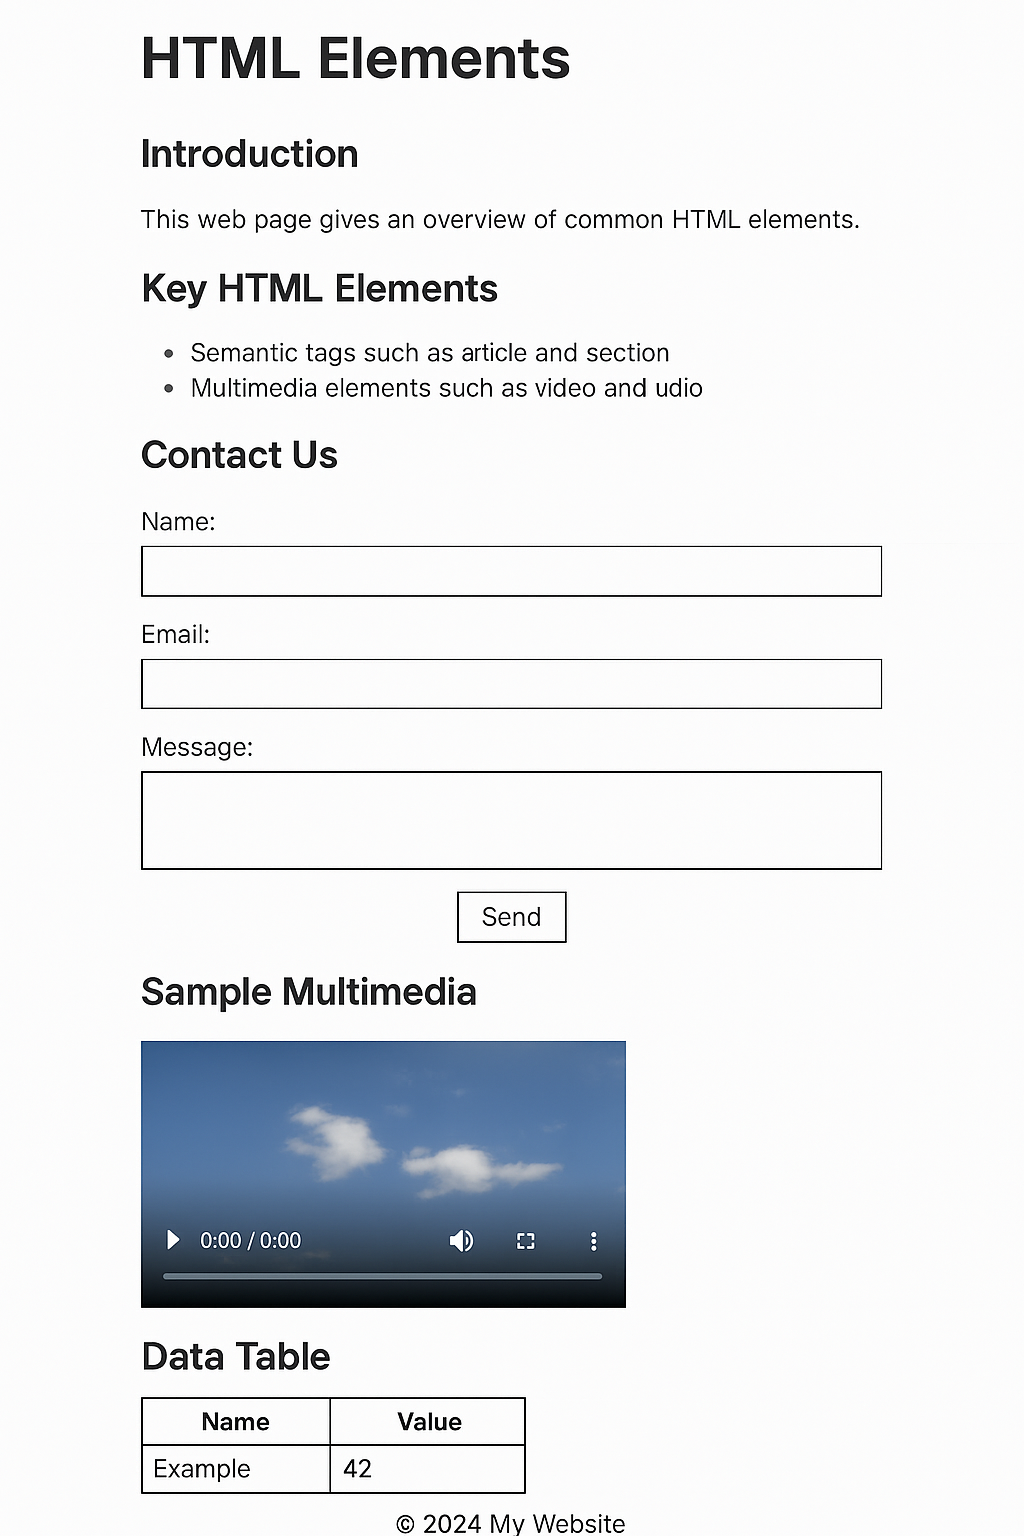 HTML Elements
Introduction
This web page gives an overview of common HTML elements.
Key HTML Elements
• Semantic tags such as article and section
• Multimedia elements such as video and udio
Contact Us
Name:
Email:
Message:
Send
Sample Multimedia
0:00 / 0:00
Data Table
Name Value
Example 42
© 2024 My Website